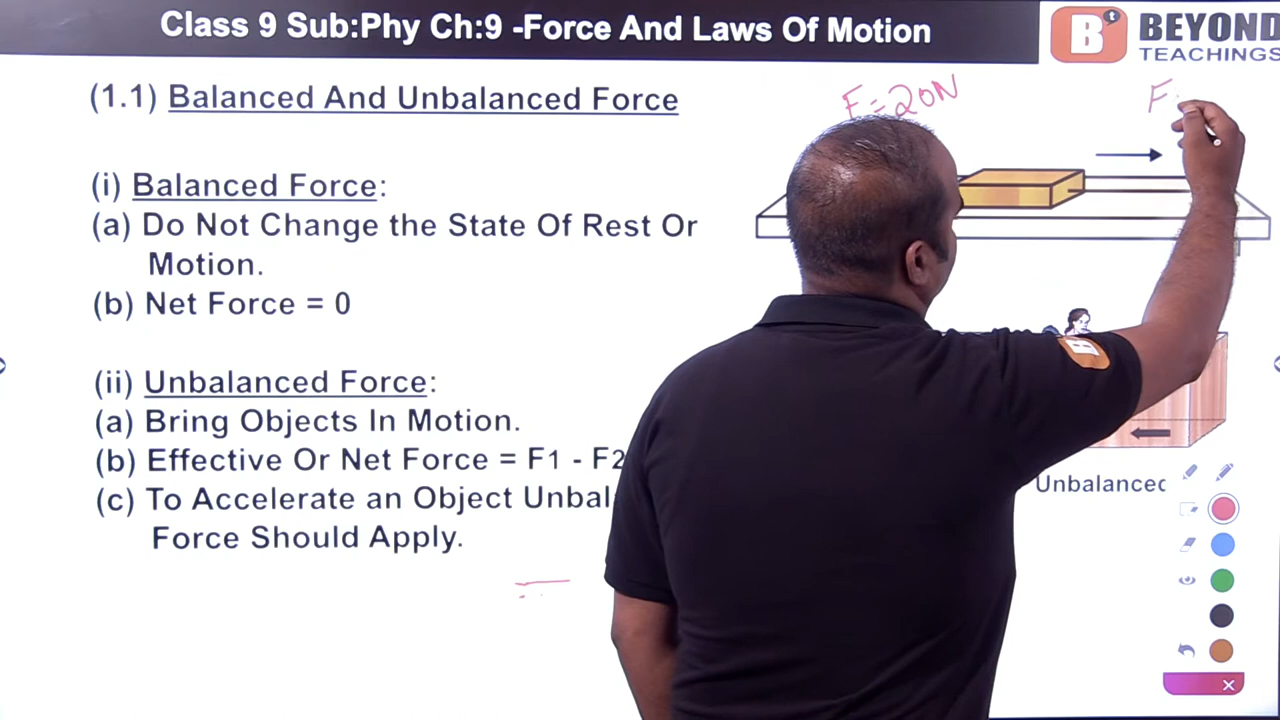 Class 9 Sub:Phy Ch:9 -Force And Laws Of Motion
B t BEYOND
TEACHINGS
(1.1) Balanced And Unbalanced Force
F=20N
F
(i) Balanced Force:
(a) Do Not Change the State Of Rest Or
Motion.
(b) Net Force = 0
(ii) Unbalanced Force:
(a) Bring Objects In Motion.
(b) Effective Or Net Force = F1 - F2
(c) To Accelerate an Object Unbal
Force Should Apply.
Unbalanced
B